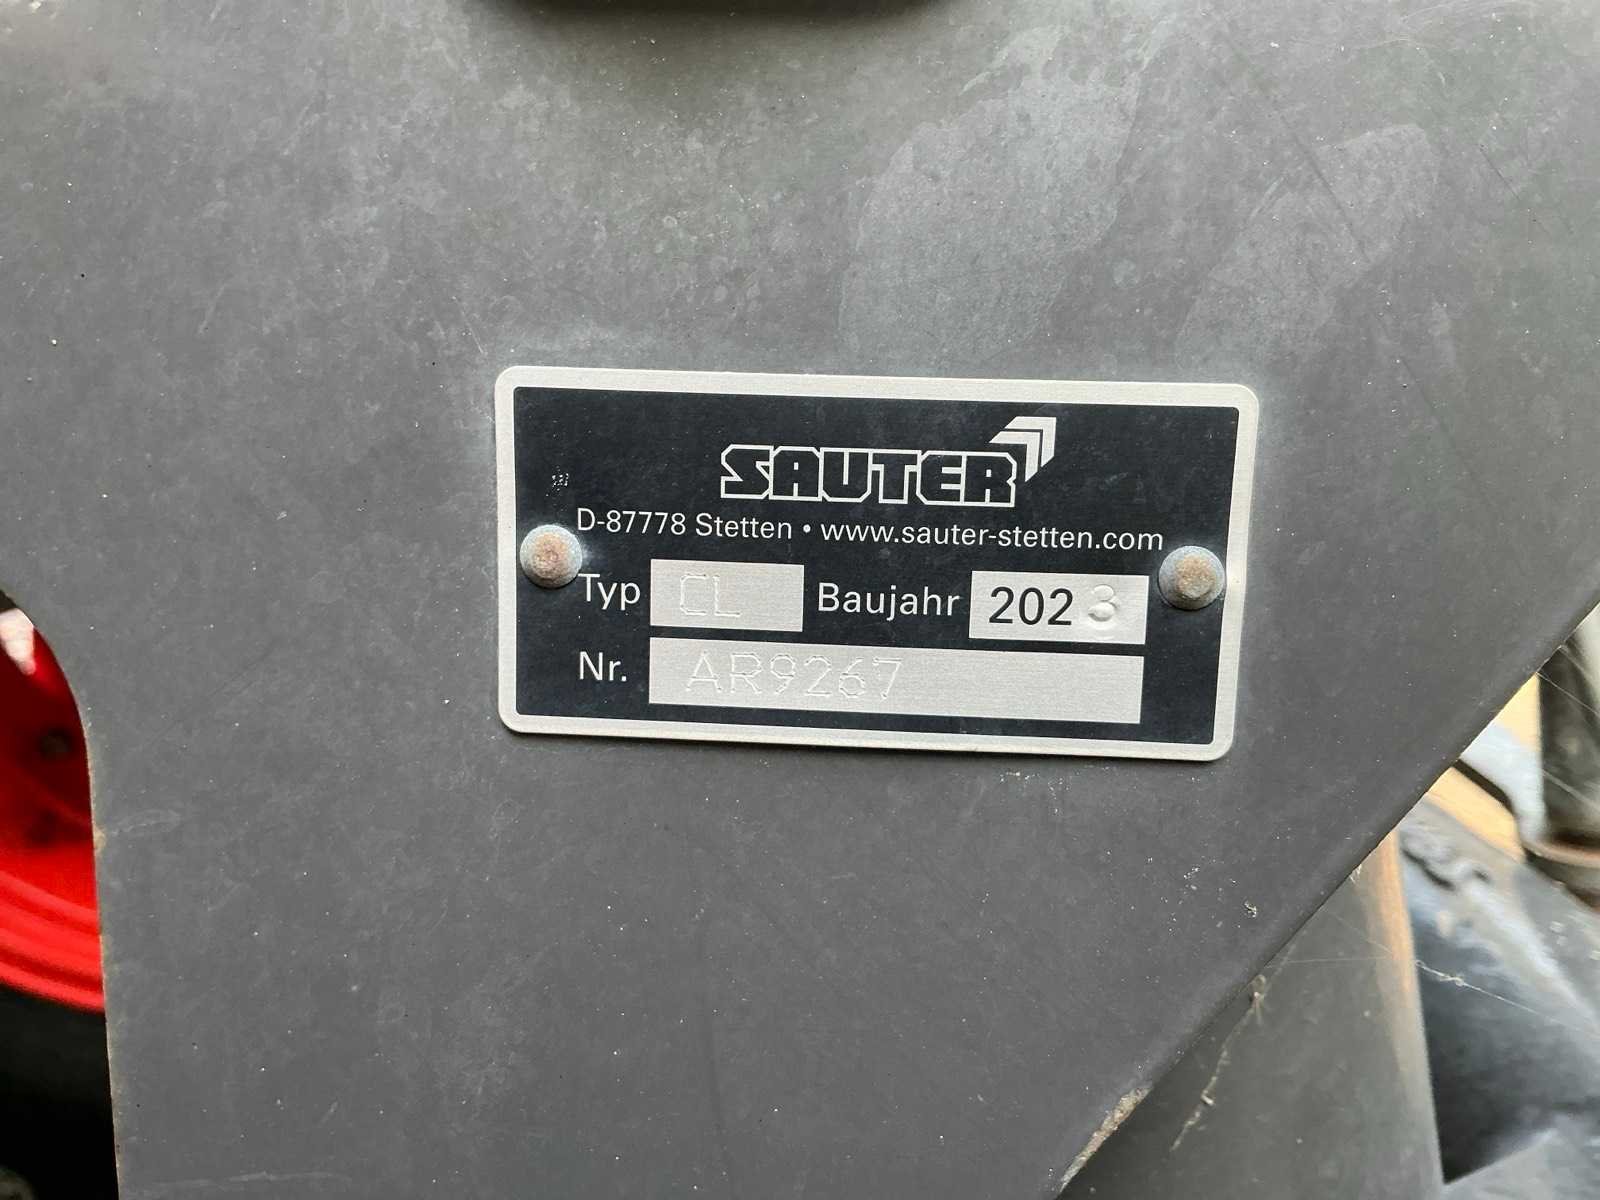 SAUTER
D-87778 Stetten • www.sauter-stetten.com
Typ CL Baujahr 2023
Nr. AR9267